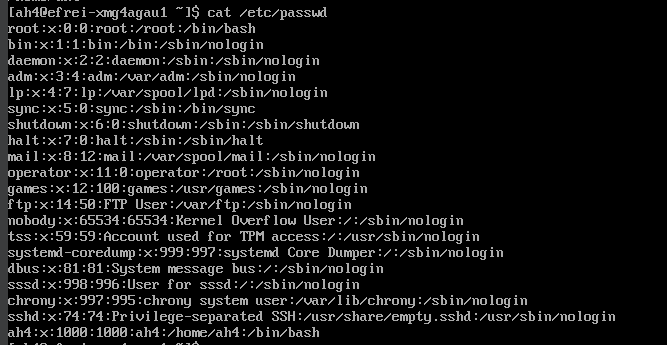 [ah4@efrei-xmg4agau1 ~]$ cat /etc/passwd
root:x:0:0:root:/root:/bin/bash
bin:x:1:1:bin:/bin:/sbin/nologin
daemon:x:2:2:daemon:/sbin:/sbin/nologin
adm:x:3:4:adm:/var/adm:/sbin/nologin
lp:x:4:7:lp:/var/spool/lpd:/sbin/nologin
sync:x:5:0:sync:/sbin:/bin/sync
shutdown:x:6:0:shutdown:/sbin:/sbin/shutdown
halt:x:7:0:halt:/sbin:/sbin/halt
mail:x:8:12:mail:/var/spool/mail:/sbin/nologin
operator:x:11:0:operator:/root:/sbin/nologin
games:x:12:100:games:/usr/games:/sbin/nologin
ftp:x:14:50:FTP User:/var/ftp:/sbin/nologin
nobody:x:65534:65534:Kernel Overflow User:/:/sbin/nologin
tss:x:59:59:Account used for TPM access:/:/usr/sbin/nologin
systemd-coredump:x:999:997:systemd Core Dumper:/:/sbin/nologin
dbus:x:81:81:System message bus:/:/sbin/nologin
sssd:x:998:996:User for sssd:/:/sbin/nologin
chrony:x:997:995:chrony system user:/var/lib/chrony:/sbin/nologin
sshd:x:74:74:Privilege-separated SSH:/usr/share/empty.sshd:/usr/sbin/nologin
ah4:x:1000:1000:ah4:/home/ah4:/bin/bash